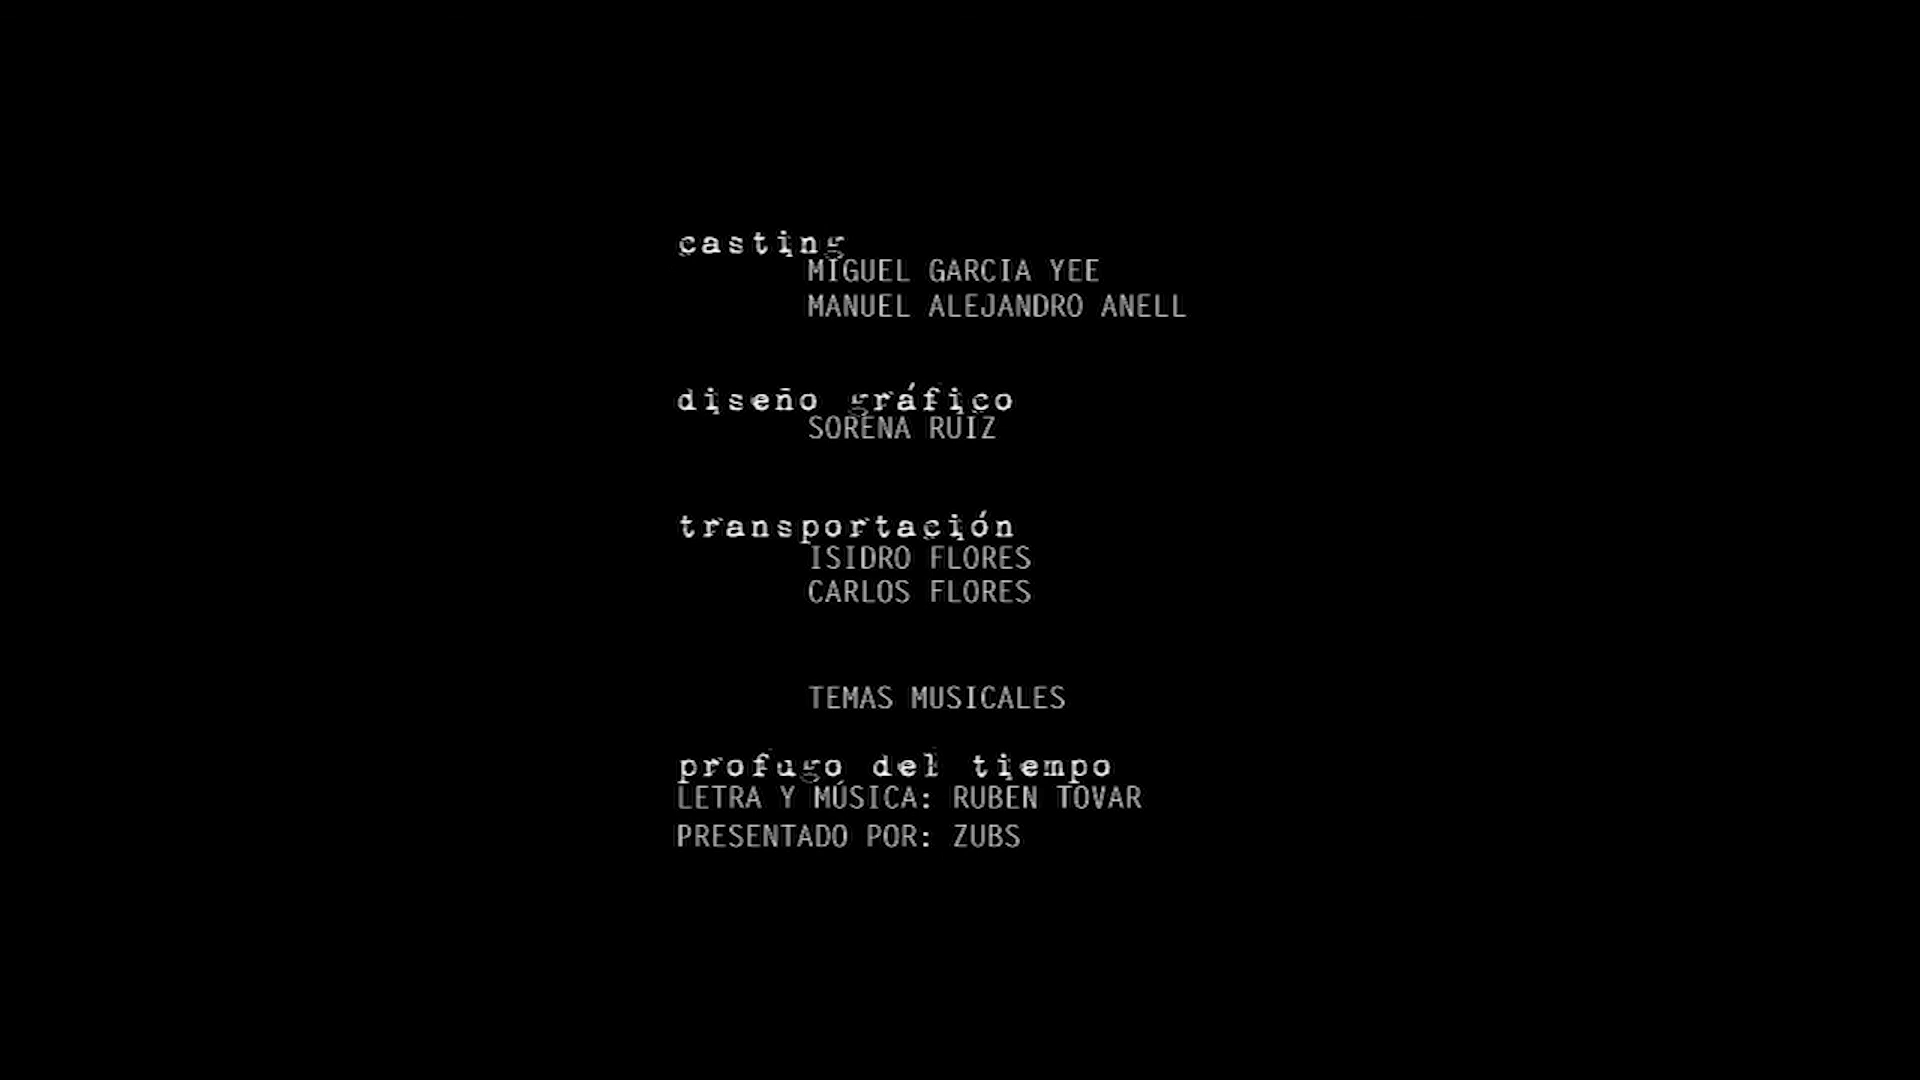 casting
MIGUEL GARCIA YEE
MANUEL ALEJANDRO ANELL
diseño gráfico
SORENA RUIZ
transportación
ISIDRO FLORES
CARLOS FLORES
TEMAS MUSICALES
profugo del tiempo
LETRA Y MÚSICA: RUBEN TOVAR
PRESENTADO POR: ZUBS